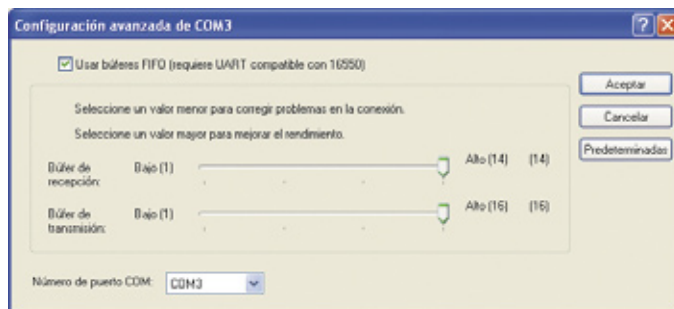 Configuración avanzada de COM3
Usar búferes FIFO (requiere UART compatible con 16550)
Seleccione un valor menor para corregir problemas en la conexión.
Seleccione un valor mayor para mejorar el rendimiento.
Búfer de recepción: Bajo (1) Alto (14) (14)
Búfer de transmisión: Bajo (1) Alto (16) (16)
Número de puerto COM: COM3
Aceptar
Cancelar
Predeterminadas